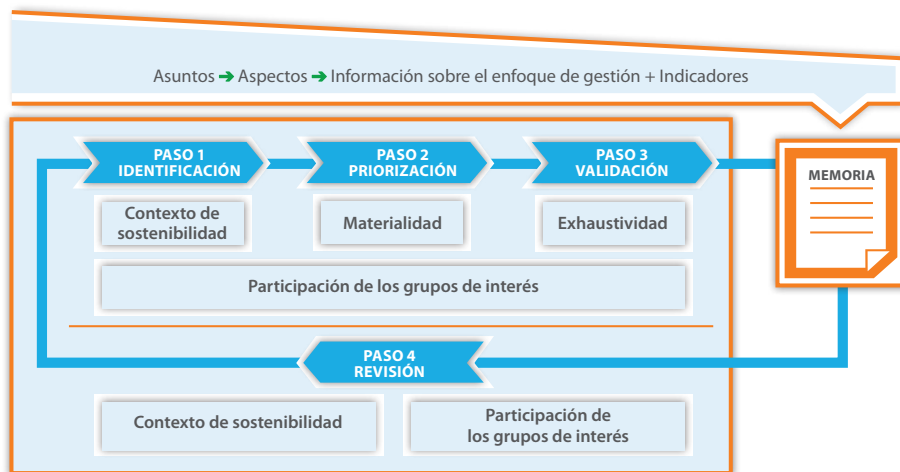 Asuntos ➔ Aspectos ➔ Información sobre el enfoque de gestión + Indicadores
PASO 1
IDENTIFICACIÓN
PASO 2
PRIORIZACIÓN
PASO 3
VALIDACIÓN
MEMORIA
Contexto de
sostenibilidad
Materialidad
Exhaustividad
Participación de los grupos de interés
PASO 4
REVISIÓN
Contexto de sostenibilidad
Participación de
los grupos de interés